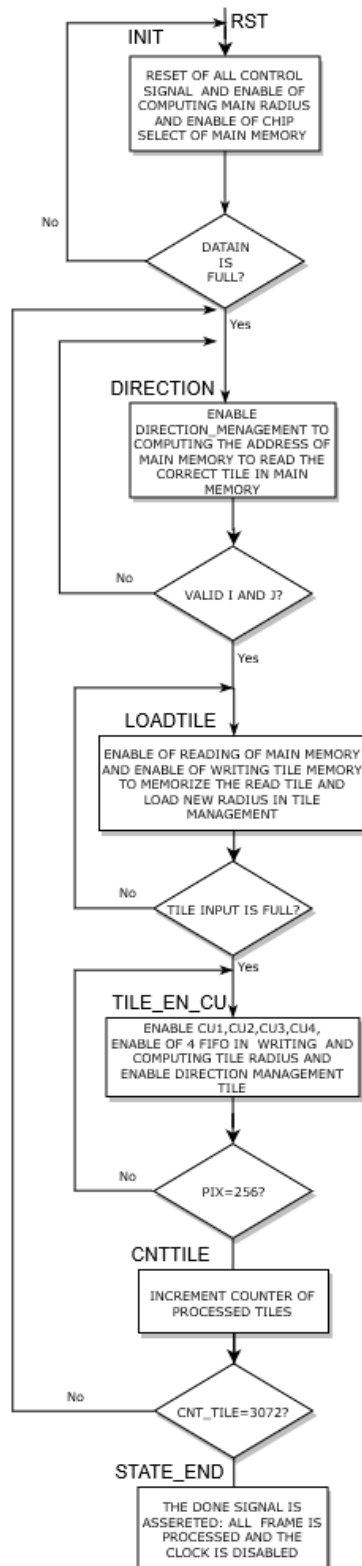 RST
INIT
RESET OF ALL CONTROL
SIGNAL AND ENABLE OF
COMPUTING MAIN RADIUS
AND ENABLE OF CHIP
SELECT OF MAIN MEMORY
No
DATAIN
IS
FULL?
Yes
DIRECTION
ENABLE
DIRECTION_MENAGEMENT TO
COMPUTING THE ADDRESS OF
MAIN MEMORY TO READ THE
CORRECT TILE IN MAIN
MEMORY
No
VALID I AND J?
Yes
LOADTILE
ENABLE OF READING OF MAIN MEMORY
AND ENABLE OF WRITING TILE MEMORY
TO MEMORIZE THE READ TILE AND
LOAD NEW RADIUS IN TILE
MANAGEMENT
No
TILE INPUT IS FULL?
Yes
TILE_EN_CU
ENABLE CU1,CU2,CU3,CU4,
ENABLE OF 4 FIFO IN WRITING AND
COMPUTING TILE RADIUS AND
ENABLE DIRECTION MANAGEMENT
TILE
No
PIX=256?
CNTTILE
INCREMENT COUNTER OF
PROCESSED TILES
No
CNT_TILE=3072?
STATE_END
THE DONE SIGNAL IS
ASSERETED: ALL FRAME IS
PROCESSED AND THE
CLOCK IS DISABLED